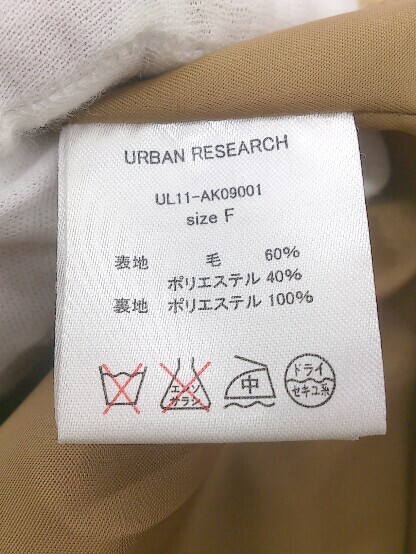 URBAN RESEARCH
UL11-AK09001
size F
表地 毛 60%
ポリエステル 40%
裏地 ポリエステル 100%
エンソ
サラシ
中
ドライ
セキユ系